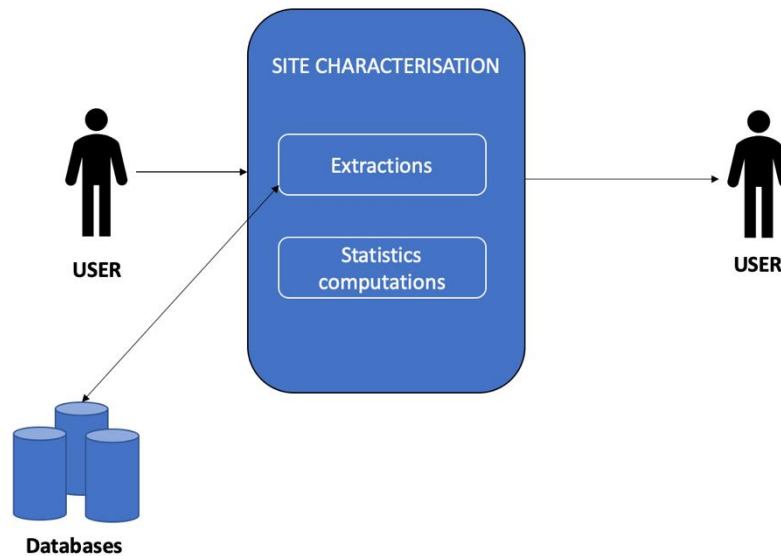 SITE CHARACTERISATION
Extractions
Statistics
computations
USER
USER
Databases